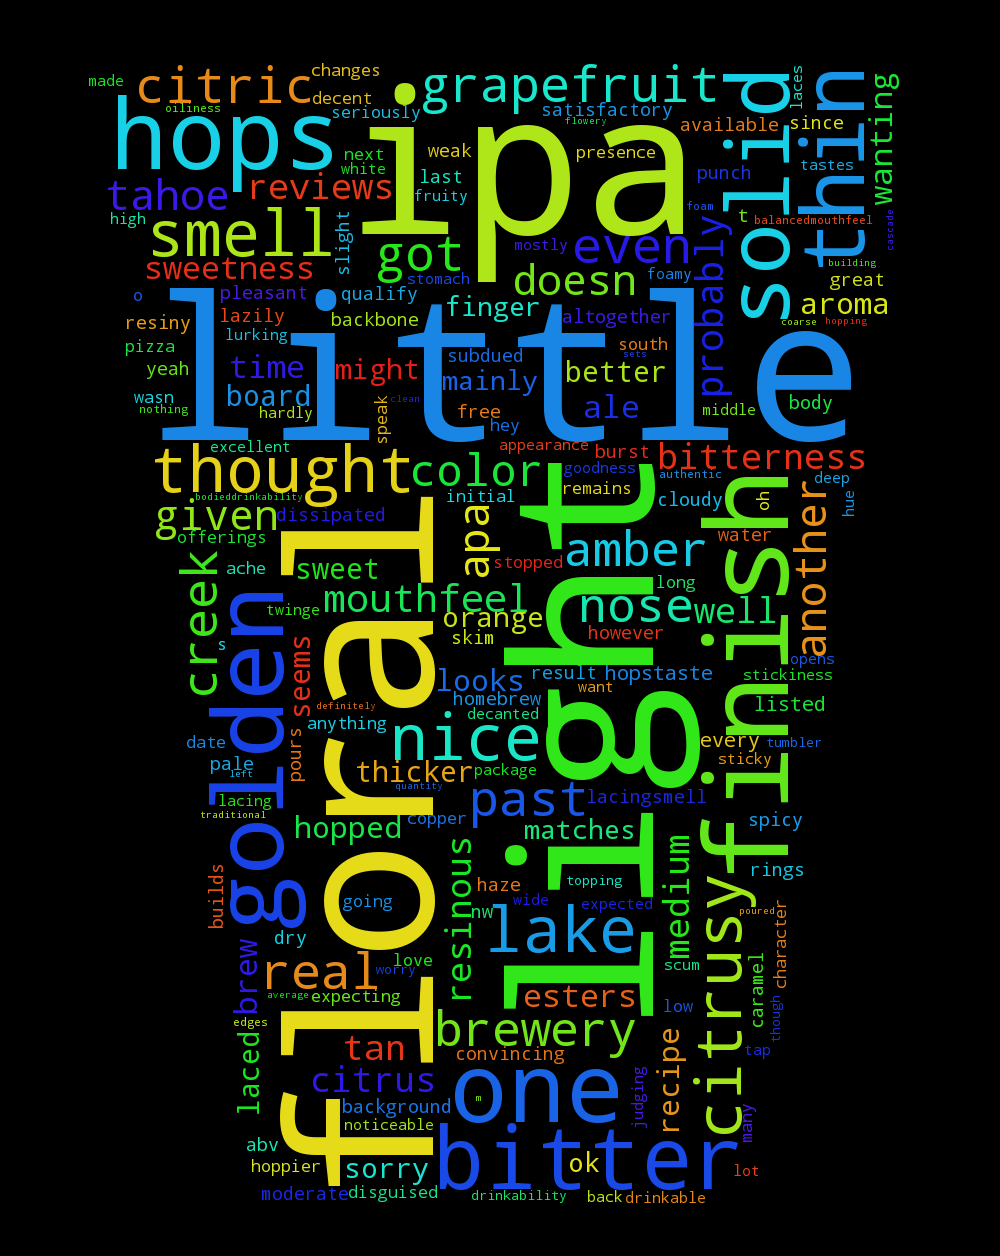 made
citric
changes
grapefruit
laces
solid
thin
wanting
hops
oiliness
decent
seriously
ipa
satisfactory
flowery
available
since
next
white
weak
presence
tastes
tahoe
reviews
last
fruity
punch
high
smell
slight
got
foam
t
balancedmouthfeel
cascade
mostly
even
probably
sweetness
stomach
doesn
foamy
building
great
o
pleasant
qualify
finger
altogether
aroma
resiny
lazily
backbone
little
south
coarse
hopping
lurking
pizza
yeah
time
might
subdued
mainly
sets
better
wasn
board
nothing
hardly
speak
clean
free
hey
ale
middle
body
excellent
appearance
burst
bitterness
thought
color
goodness
authentic
deep
bodieddrinkability
initial
remains
cloudy
oh
hue
given
dissipated
floral
apa
light
finish
another
offerings
amber
water
creek
ache
sweet
stopped
long
golden
twinge
mouthfeel
orange
nose
well
s
seems
skim
however
looks
result
hopstaste
opens
stickiness
want
homebrew
definitely
decanted
listed
anything
date
nice
every
tumbler
pale
left
pours
thicker
package
sticky
quantity
lacing
past
lacingsmell
traditional
hopped
copper
matches
spicy
resinous
medium
citrusy
rings
builds
haze
topping
going
nw
wide
expected
poured
dry
lake
character
brew
real
love
worry
scum
caramel
average
expecting
esters
low
though
edges
brewery
laced
tan
convincing
recipe
tap
citrus
one
judging
background
m
many
noticeable
abv
bitter
hoppier
sorry
ok
lot
moderate
disguised
drinkability
back
drinkable